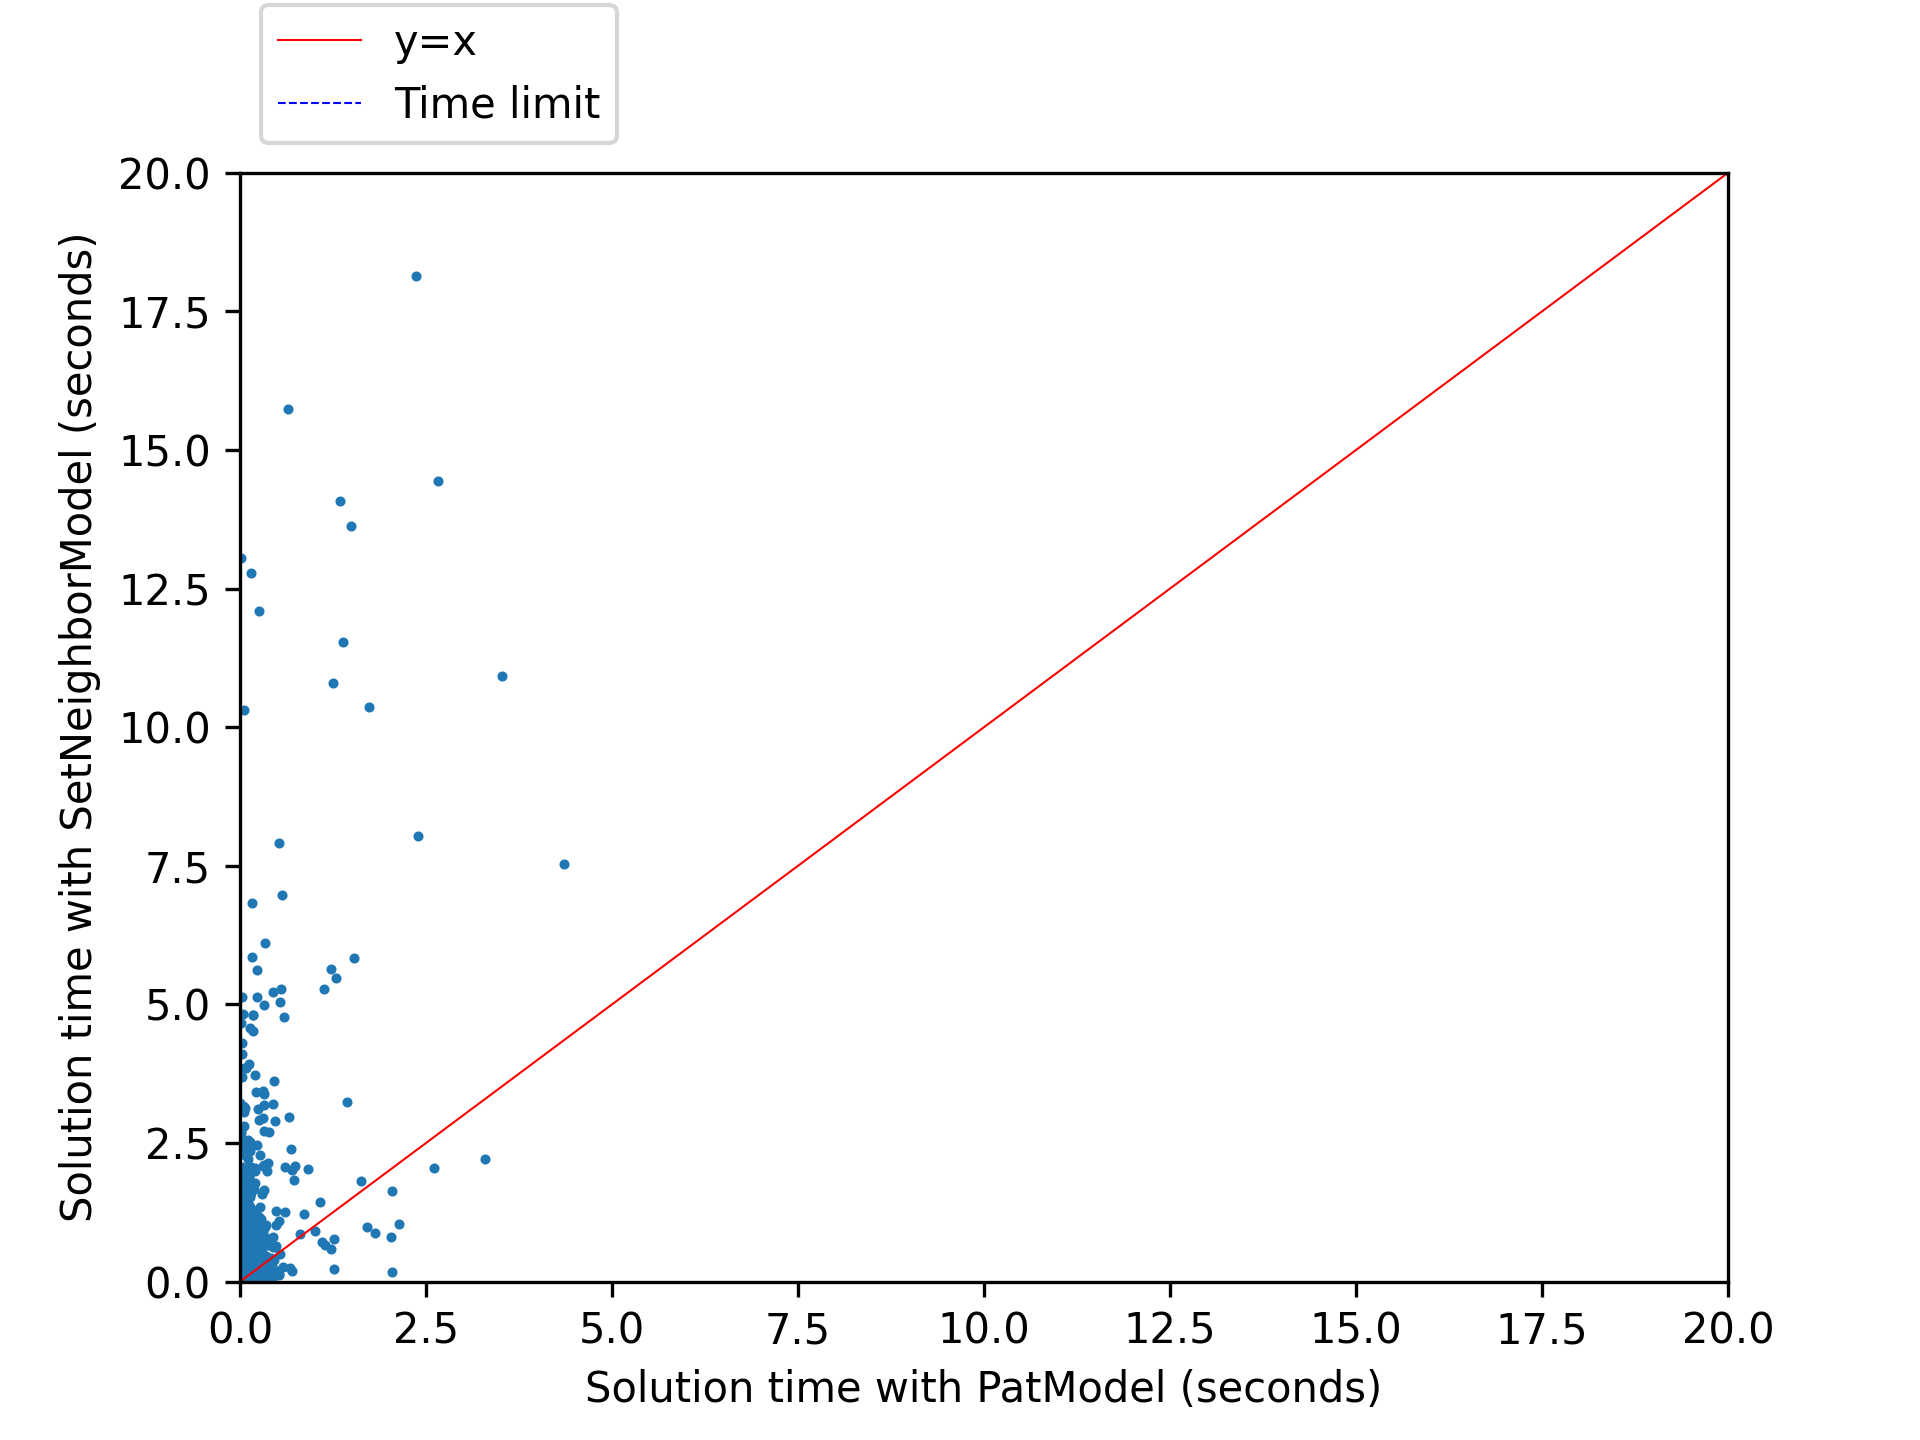 y=x
Time limit
20.0
17.5
15.0
12.5
10.0
7.5
5.0
2.5
0.0
Solution time with SetNeighborModel (seconds)
0.0 2.5 5.0 7.5 10.0 12.5 15.0 17.5 20.0
Solution time with PatModel (seconds)